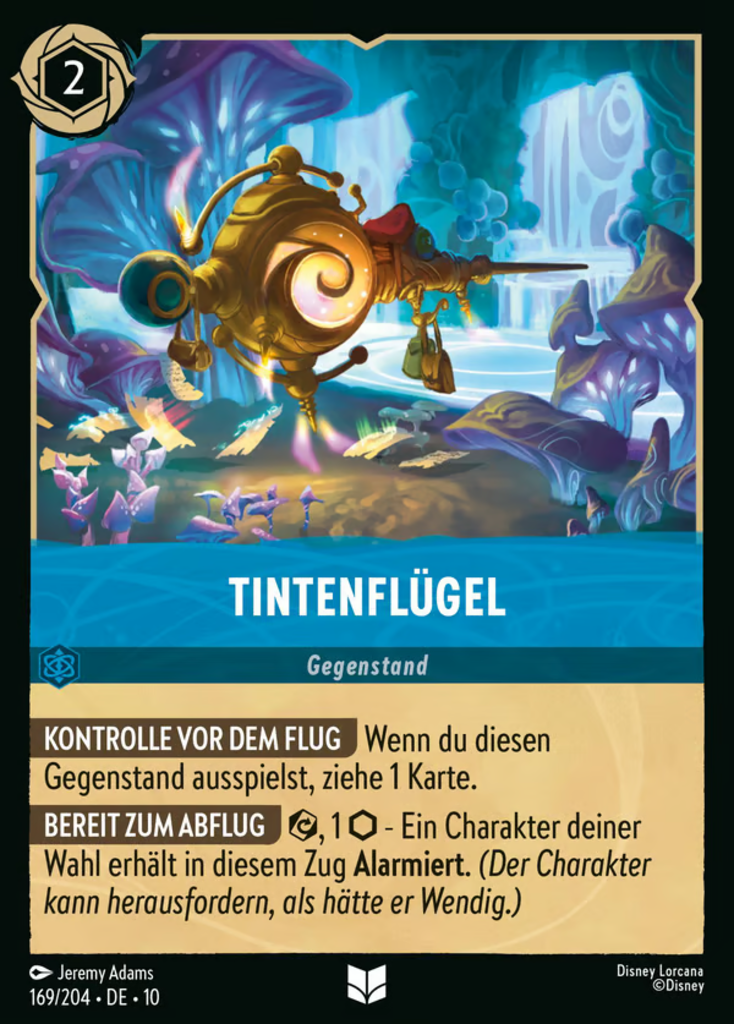 2
TINTENFLÜGEL
Gegenstand
KONTROLLE VOR DEM FLUG Wenn du diesen
Gegenstand ausspielst, ziehe 1 Karte.
BEREIT ZUM ABFLUG , 1 - Ein Charakter deiner
Wahl erhält in diesem Zug Alarmiert. (Der Charakter
kann herausfordern, als hätte er Wendig.)
Jeremy Adams
169/204 • DE • 10
Disney Lorcana
©Disney